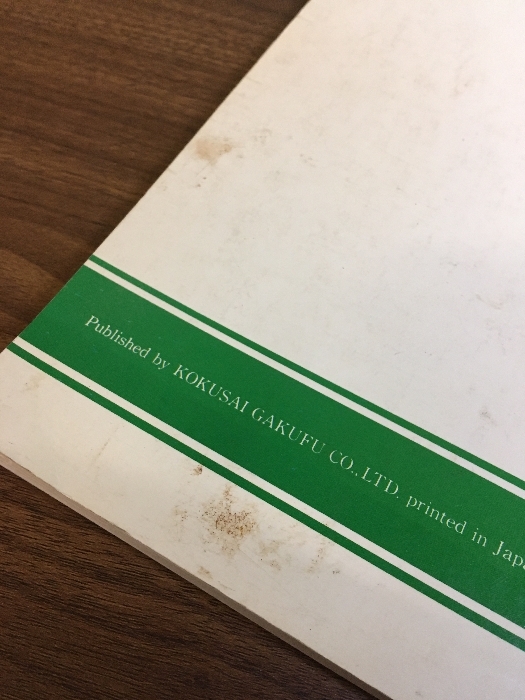 Published by KOKUSAI GAKUFU CO., LTD. printed in Japa